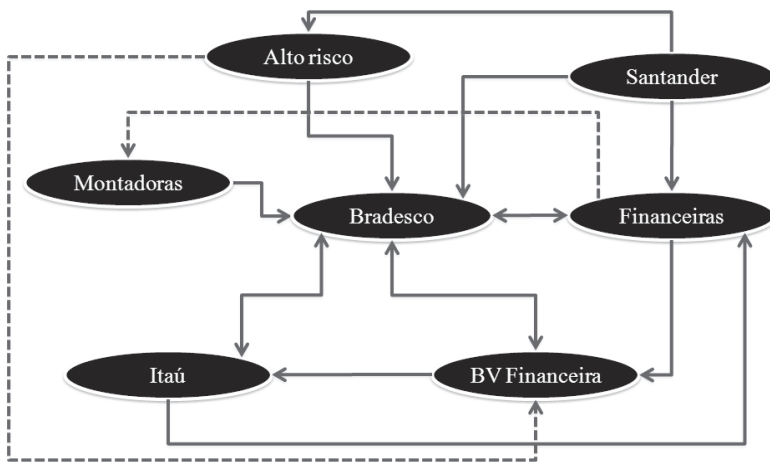 Alto risco
Santander
Montadoras
Bradesco
Financeiras
Itaú
BV Financeira